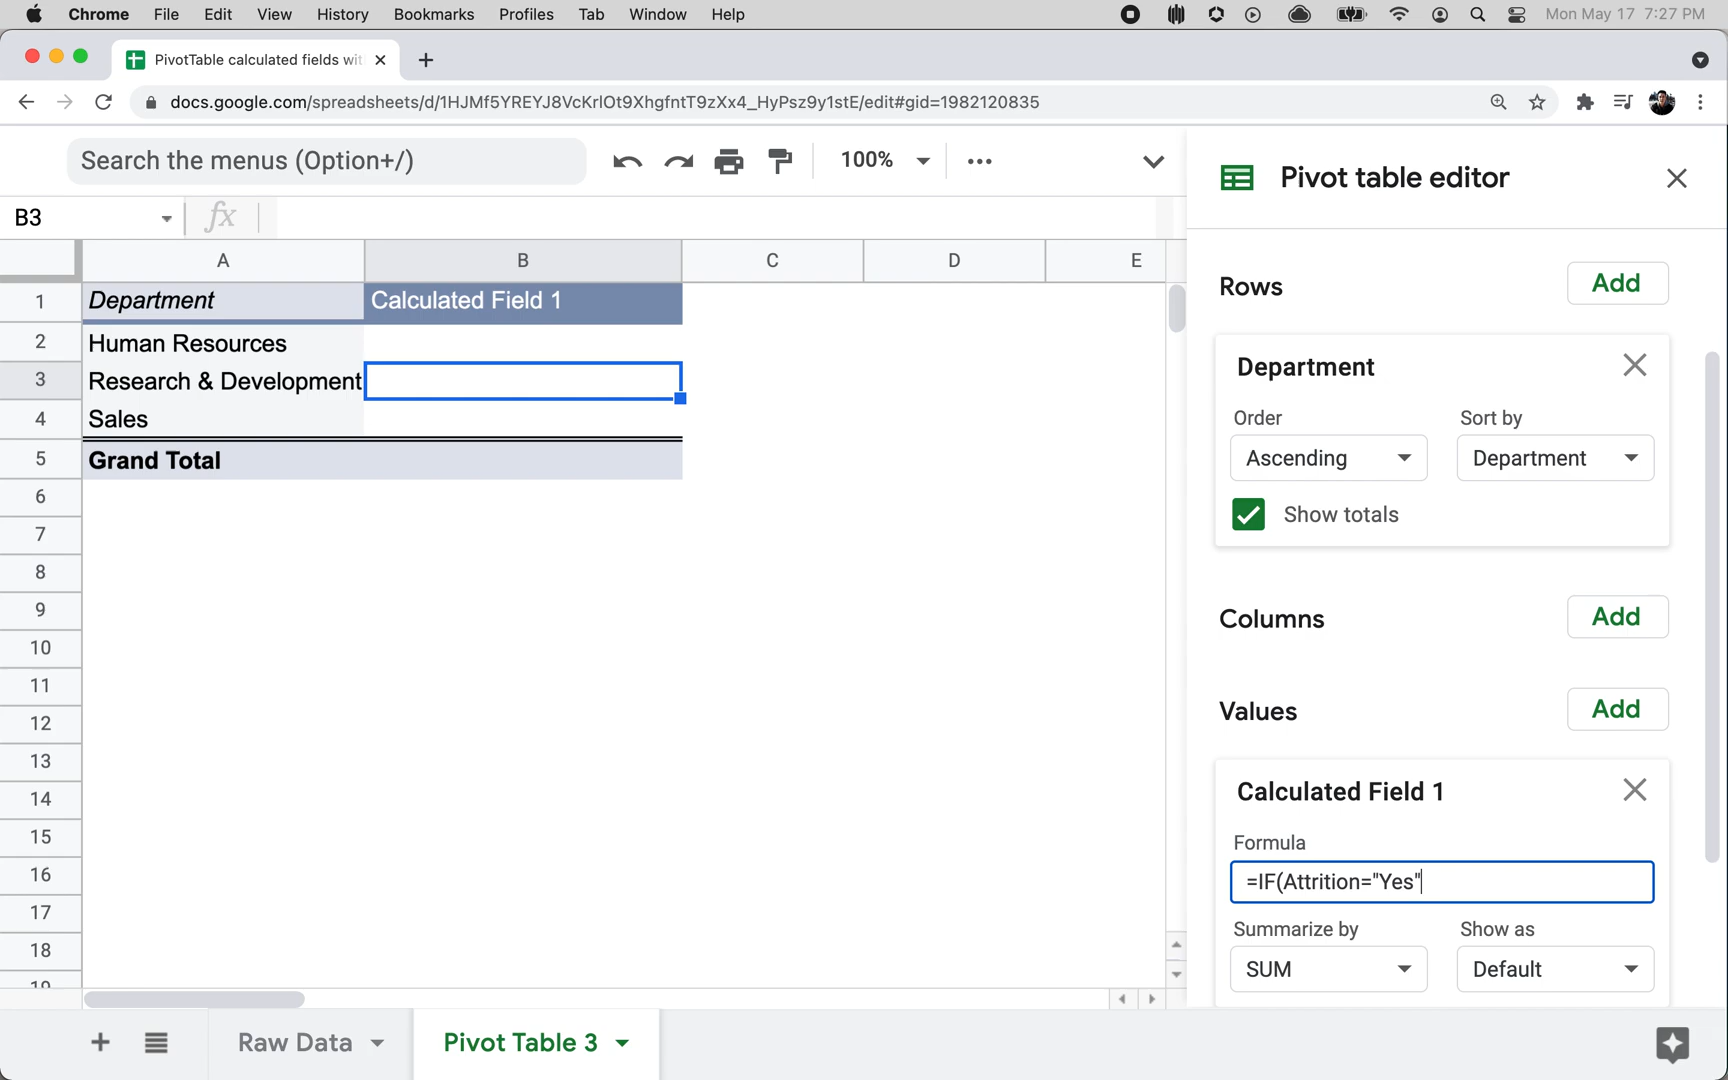 Chrome File Edit View History Bookmarks Profiles Tab Window Help Mon May 17 7:27 PM
PivotTable calculated fields wit
docs.google.com/spreadsheets/d/1HJMf5YREYJ8VcKrlOt9XhgfntT9zXx4_HyPsz9y1stE/edit#gid=1982120835
Search the menus (Option+/) 100%
B3 fx
A B C D E
1 Department Calculated Field 1
2 Human Resources
3 Research & Development
4 Sales
5 Grand Total
6
7
8
9
10
11
12
13
14
15
16
17
18
19
Pivot table editor
Rows Add
Department
Order Sort by
Ascending Department
Show totals
Columns Add
Values Add
Calculated Field 1
Formula
=IF(Attrition="Yes"
Summarize by Show as
SUM Default
+ Raw Data Pivot Table 3